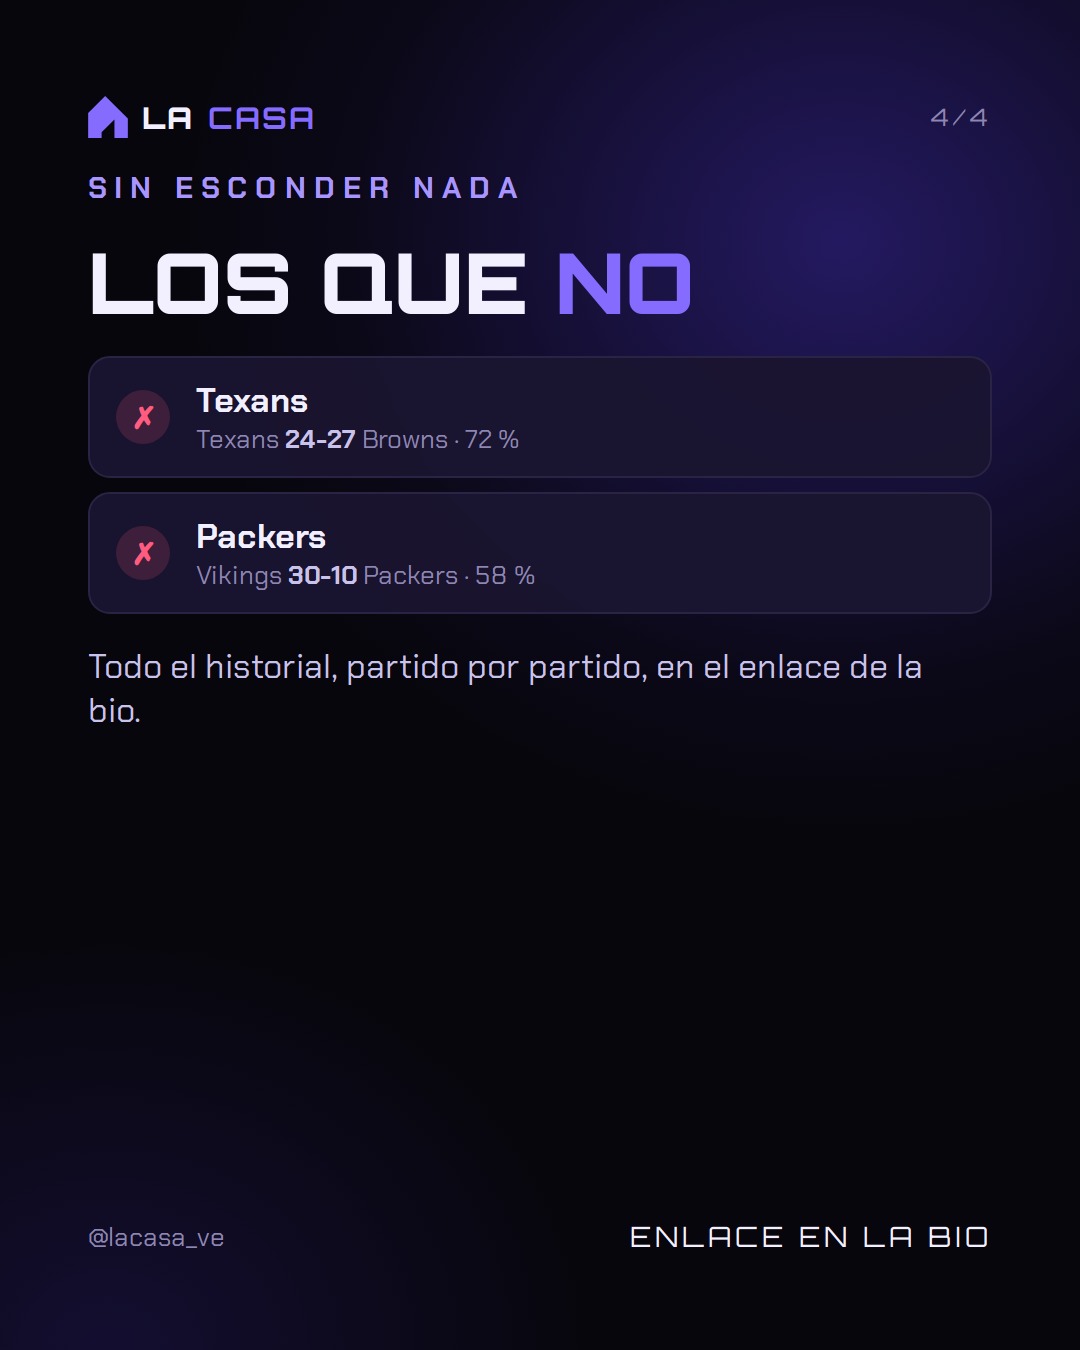 LA CASA
4/4
SIN ESCONDER NADA
LOS QUE NO
✗ Texans
Texans 24-27 Browns · 72 %
✗ Packers
Vikings 30-10 Packers · 58 %
Todo el historial, partido por partido, en el enlace de la
bio.
@lacasa_ve
ENLACE EN LA BIO